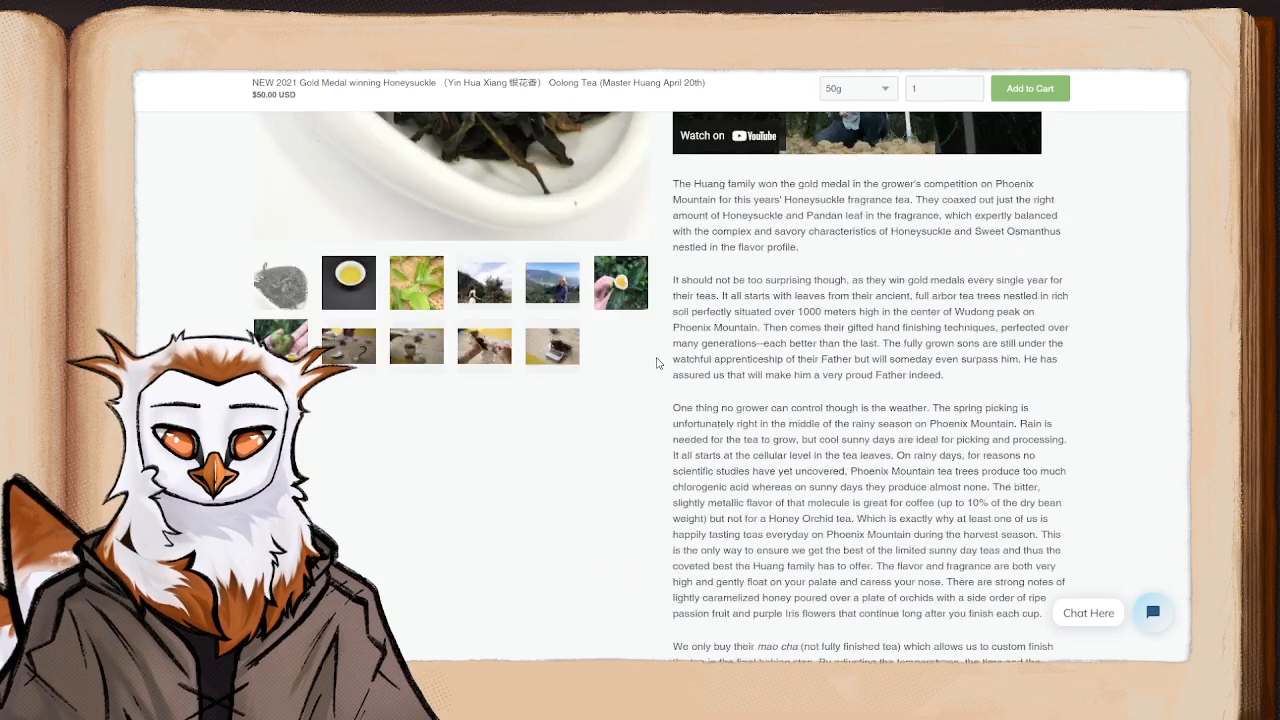 NEW 2021 Gold Medal winning Honeysuckle （Yin Hua Xiang 银花香） Oolong Tea (Master Huang April 20th)
$50.00 USD
50g
1
Add to Cart
Watch on YouTube
The Huang family won the gold medal in the grower's competition on Phoenix
Mountain for this years' Honeysuckle fragrance tea. They coaxed out just the right
amount of Honeysuckle and Pandan leaf in the fragrance, which expertly balanced
with the complex and savory characteristics of Honeysuckle and Sweet Osmanthus
nestled in the flavor profile.
It should not be too surprising though, as they win gold medals every single year for
their teas. It all starts with leaves from their ancient, full arbor tea trees nestled in rich
soil perfectly situated over 1000 meters high in the center of Wudong peak on
Phoenix Mountain. Then comes their gifted hand finishing techniques, perfected over
many generations--each better than the last. The fully grown sons are still under the
watchful apprenticeship of their Father but will someday even surpass him. He has
assured us that will make him a very proud Father indeed.
One thing no grower can control though is the weather. The spring picking is
unfortunately right in the middle of the rainy season on Phoenix Mountain. Rain is
needed for the tea to grow, but cool sunny days are ideal for picking and processing.
It all starts at the cellular level in the tea leaves. On rainy days, for reasons no
scientific studies have yet uncovered, Phoenix Mountain tea trees produce too much
chlorogenic acid whereas on sunny days they produce almost none. The bitter,
slightly metallic flavor of that molecule is great for coffee (up to 10% of the dry bean
weight) but not for a Honey Orchid tea. Which is exactly why at least one of us is
happily tasting teas everyday on Phoenix Mountain during the harvest season. This
is the only way to ensure we get the best of the limited sunny day teas and thus the
coveted best the Huang family has to offer. The flavor and fragrance are both very
high and gently float on your palate and caress your nose. There are strong notes of
lightly caramelized honey poured over a plate of orchids with a side order of ripe
passion fruit and purple Iris flowers that continue long after you finish each cup.
Chat Here
We only buy their mao cha (not fully finished tea) which allows us to custom finish
the tea in the final baking step. By adjusting the temperatures, the time and the